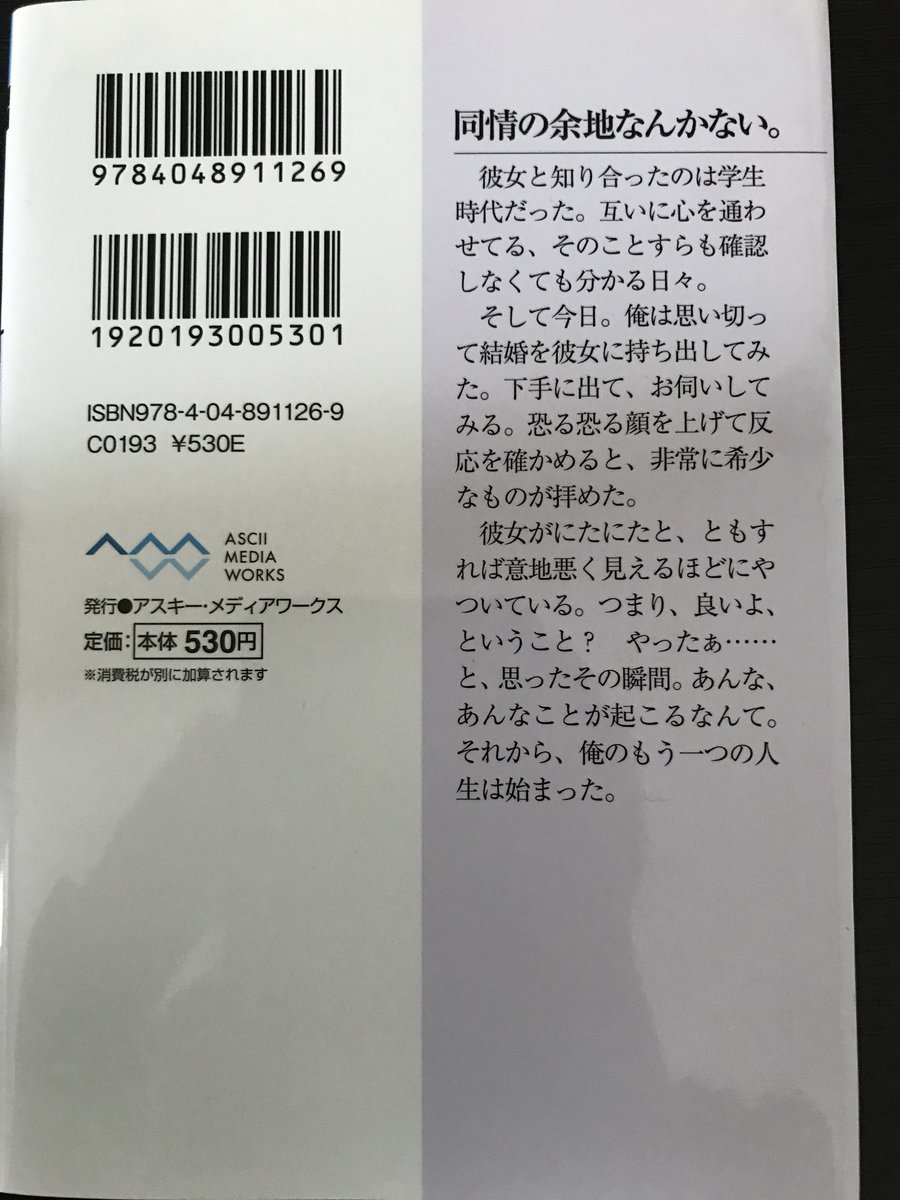 9784048911269
1920193005301
ISBN978-4-04-891126-9
C0193 ¥530E
ASCII
MEDIA
WORKS
発行●アスキー・メディアワークス
定価：本体 530円
※消費税が別に加算されます
同情の余地なんかない。
彼女と知り合ったのは学生
時代だった。互いに心を通わ
せてる、そのことすらも確認
しなくても分かる日々。
そして今日。俺は思い切っ
て結婚を彼女に持ち出してみ
た。下手に出て、お伺いして
みる。恐る恐る顔を上げて反
応を確かめると、非常に希少
なものが拝めた。
彼女がにたにたと、ともす
れば意地悪く見えるほどにや
ついている。つまり、良いよ、
ということ？　やったぁ……
と、思ったその瞬間。あんな、
あんなことが起こるなんて。
それから、俺のもう一つの人
生は始まった。